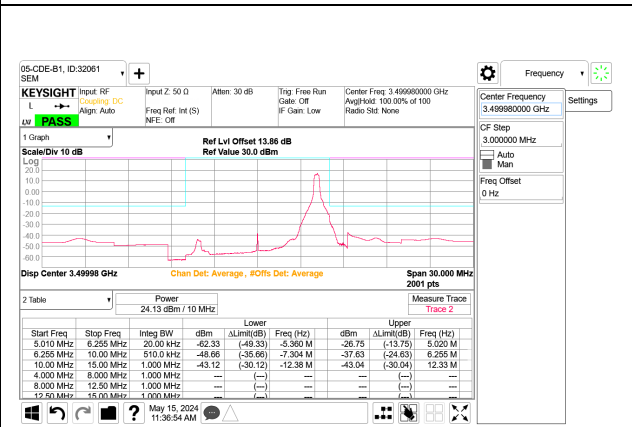 05-CDE-B1, ID:32061
SEM
Frequency
KEYSIGHT Input: RF Input Z: 50 Ω Atten: 30 dB Trig: Free Run Center Freq: 3.499980000 GHz
Coupling: DC Gate: Off Avg|Hold: 100.00% of 100
L Align: Auto Freq Ref: Int (S) IF Gain: Low Radio Std: None
NFE: Off
LXI PASS
Center Frequency
3.499980000 GHz
Settings
CF Step
3.000000 MHz
Auto
Man
Freq Offset
0 Hz
1 Graph
Ref Lvl Offset 13.86 dB
Scale/Div 10 dB Ref Value 30.0 dBm
Log
20.0
10.0
0.00
-10.0
-20.0
-30.0
-40.0
-50.0
-60.0
Disp Center 3.49998 GHz Chan Det: Average, #Offs Det: Average Span 30.000 MHz
2001 pts
2 Table Power Measure Trace
24.13 dBm / 10 MHz Trace 2
Lower Upper
Start Freq Stop Freq Integ BW dBm ΔLimit(dB) Freq (Hz) dBm ΔLimit(dB) Freq (Hz)
5.010 MHz 6.255 MHz 20.00 kHz -62.33 (-49.33) -5.360 M -26.75 (-13.75) 5.020 M
6.255 MHz 10.00 MHz 510.0 kHz -48.66 (-35.66) -7.304 M -37.63 (-24.63) 6.255 M
10.00 MHz 15.00 MHz 1.000 MHz -43.12 (-30.12) -12.38 M -43.04 (-30.04) 12.33 M
4.000 MHz 8.000 MHz 1.000 MHz --- (---) --- --- (---) ---
8.000 MHz 12.50 MHz 1.000 MHz --- (---) --- --- (---) ---
12.50 MHz 15.00 MHz 1.000 MHz --- (---) --- --- (---) ---
May 15, 2024
11:36:54 AM